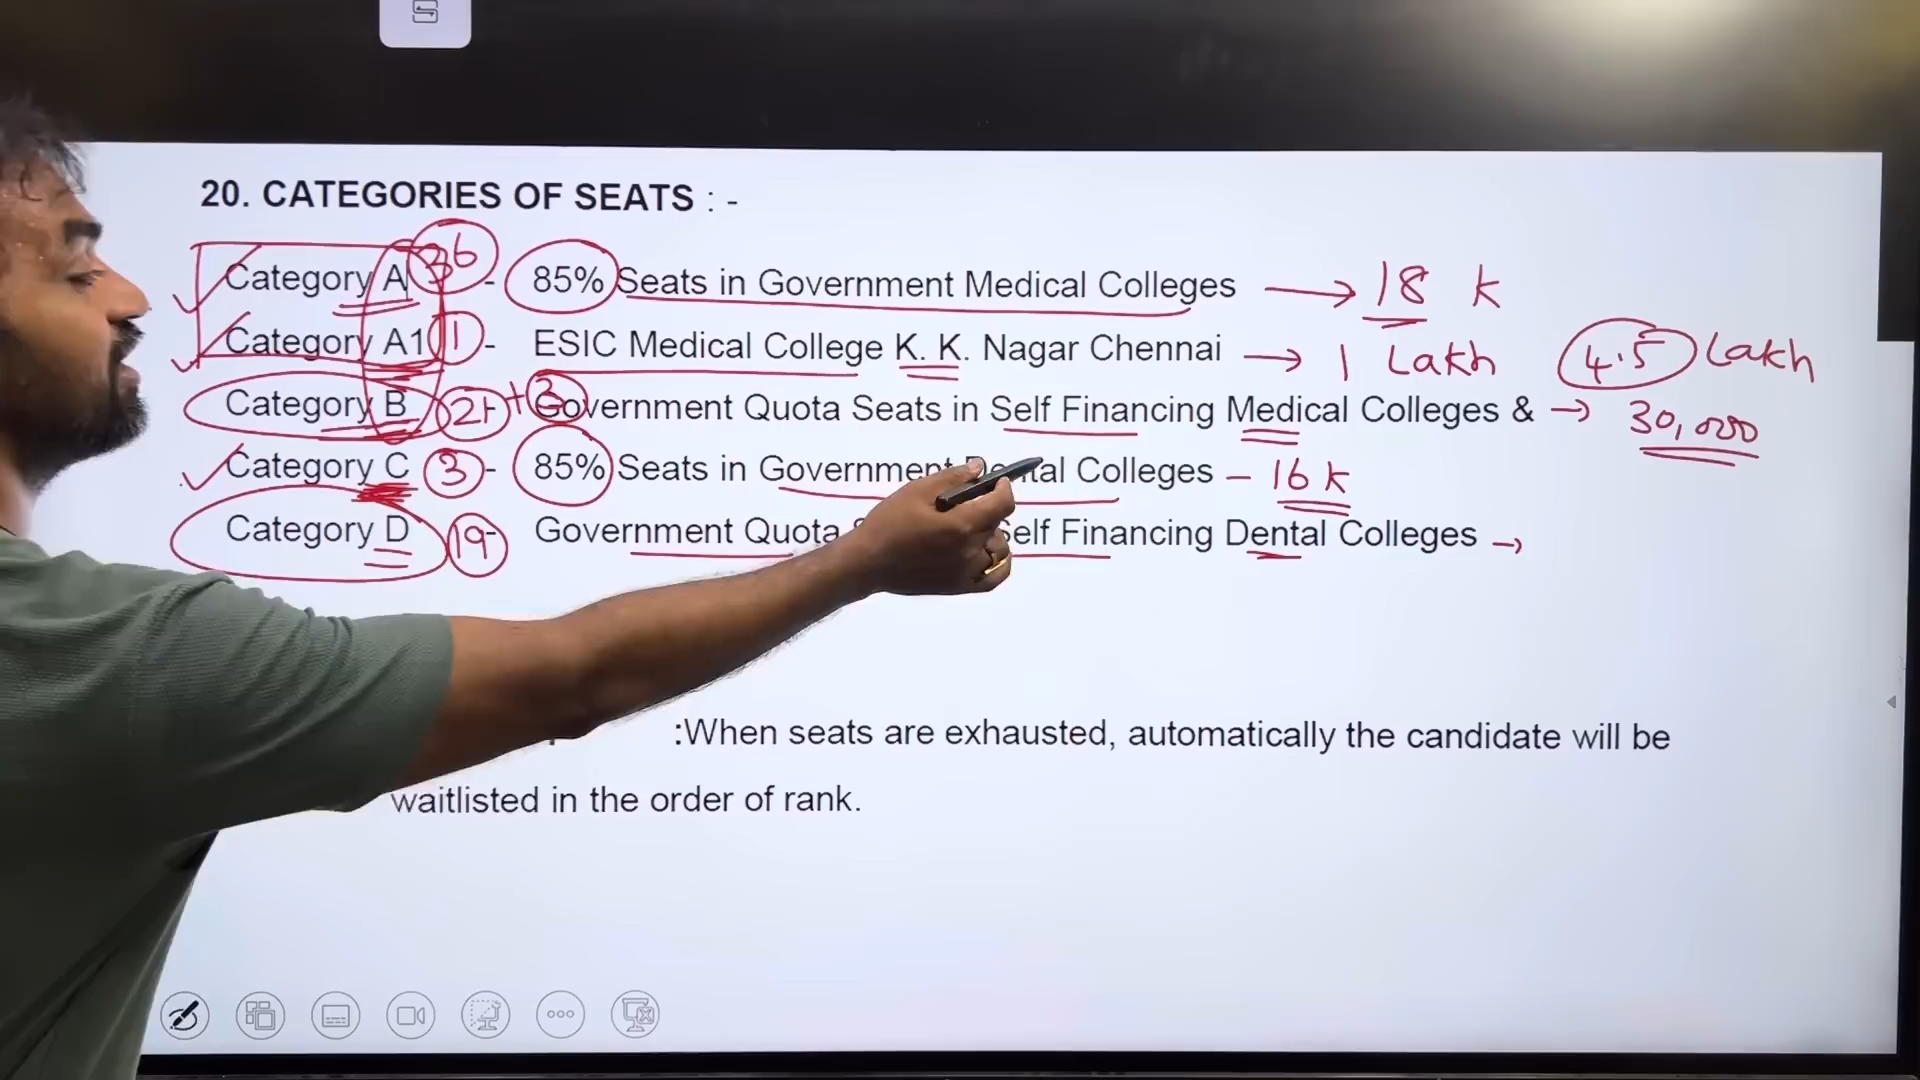 20. CATEGORIES OF SEATS : -
Category A 36 - 85% Seats in Government Medical Colleges → 18 K
Category A1 1 - ESIC Medical College K. K. Nagar Chennai → 1 Lakh 4.5 Lakh
Category B 21 + 3 Government Quota Seats in Self Financing Medical Colleges & → 30,000
Category C 3 - 85% Seats in Government Dental Colleges - 16 K
Category D 19 - Government Quota Self Financing Dental Colleges →
:When seats are exhausted, automatically the candidate will be
waitlisted in the order of rank.